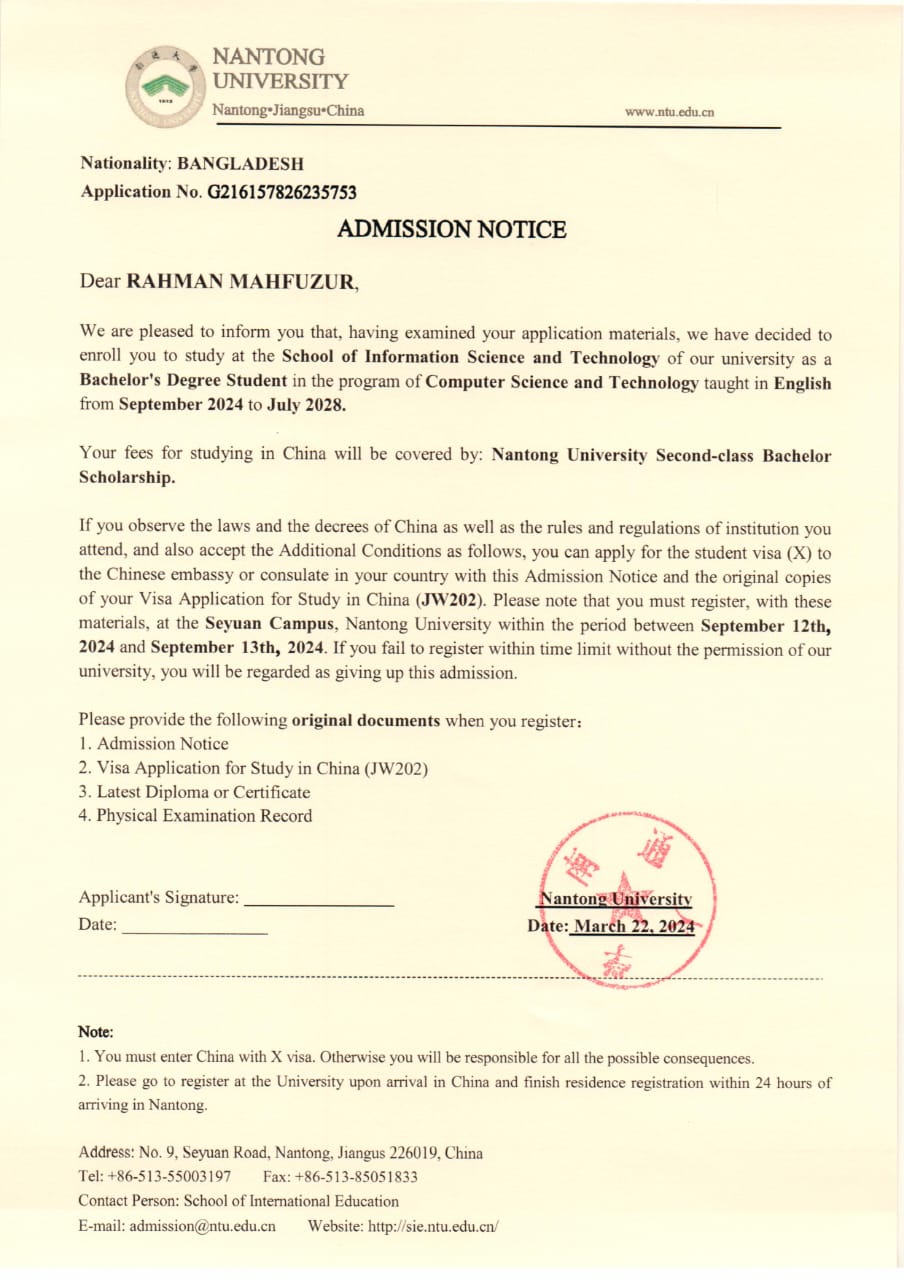 南通大学
NANTONG UNIVERSITY
1912
NANTONG
UNIVERSITY
Nantong•Jiangsu•China
www.ntu.edu.cn
Nationality: BANGLADESH
Application No. G216157826235753
ADMISSION NOTICE
Dear RAHMAN MAHFUZUR,
We are pleased to inform you that, having examined your application materials, we have decided to
enroll you to study at the School of Information Science and Technology of our university as a
Bachelor's Degree Student in the program of Computer Science and Technology taught in English
from September 2024 to July 2028.
Your fees for studying in China will be covered by: Nantong University Second-class Bachelor
Scholarship.
If you observe the laws and the decrees of China as well as the rules and regulations of institution you
attend, and also accept the Additional Conditions as follows, you can apply for the student visa (X) to
the Chinese embassy or consulate in your country with this Admission Notice and the original copies
of your Visa Application for Study in China (JW202). Please note that you must register, with these
materials, at the Seyuan Campus, Nantong University within the period between September 12th,
2024 and September 13th, 2024. If you fail to register within time limit without the permission of our
university, you will be regarded as giving up this admission.
Please provide the following original documents when you register:
1. Admission Notice
2. Visa Application for Study in China (JW202)
3. Latest Diploma or Certificate
4. Physical Examination Record
Applicant's Signature:
Date:
南通大学
Nantong University
Date: March 22, 2024
Note:
1. You must enter China with X visa. Otherwise you will be responsible for all the possible consequences.
2. Please go to register at the University upon arrival in China and finish residence registration within 24 hours of
arriving in Nantong.
Address: No. 9, Seyuan Road, Nantong, Jiangus 226019, China
Tel: +86-513-55003197 Fax: +86-513-85051833
Contact Person: School of International Education
E-mail: admission@ntu.edu.cn Website: http://sie.ntu.edu.cn/